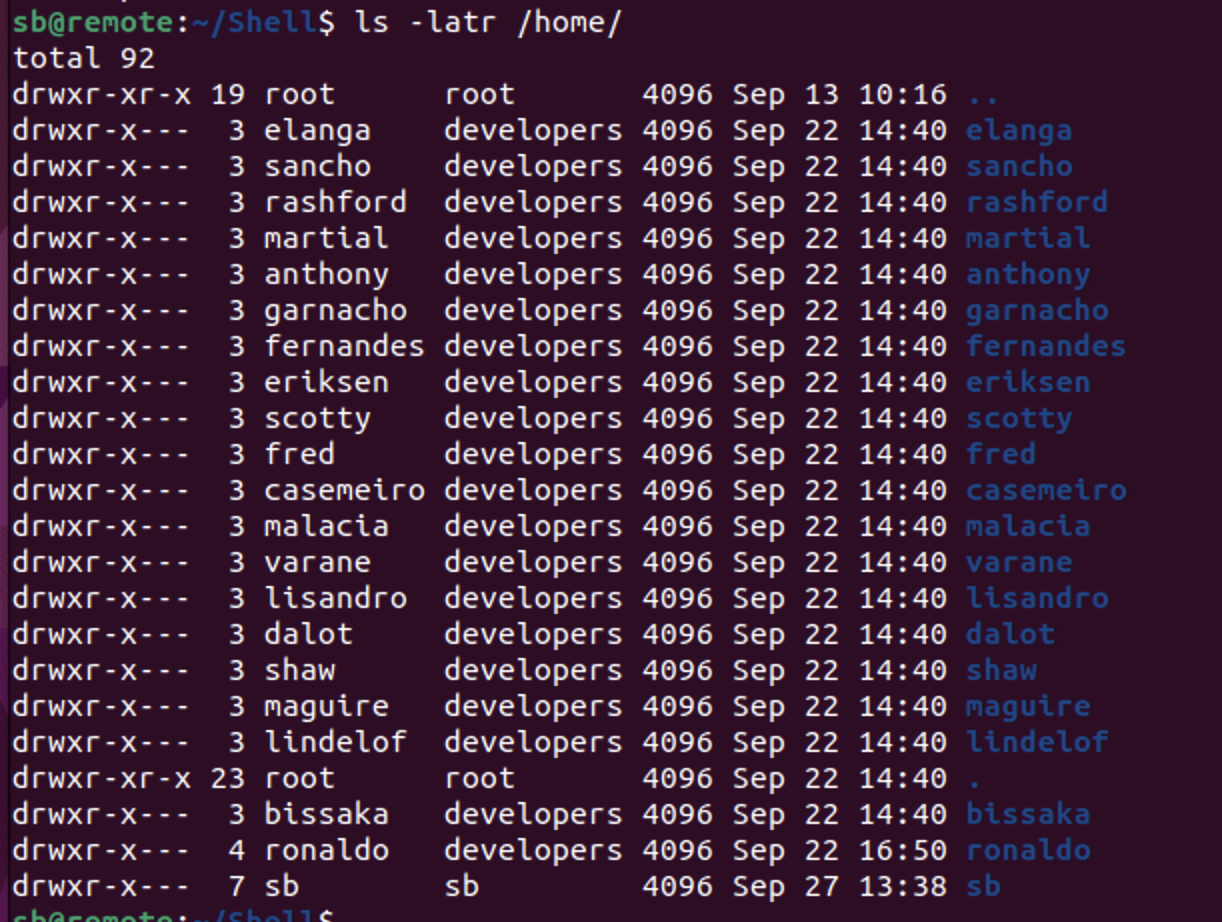 sb@remote:~/Shell$ ls -latr /home/
total 92
drwxr-xr-x 19 root      root       4096 Sep 13 10:16 ..
drwxr-x---  3 elanga    developers 4096 Sep 22 14:40 elanga
drwxr-x---  3 sancho    developers 4096 Sep 22 14:40 sancho
drwxr-x---  3 rashford  developers 4096 Sep 22 14:40 rashford
drwxr-x---  3 martial   developers 4096 Sep 22 14:40 martial
drwxr-x---  3 anthony   developers 4096 Sep 22 14:40 anthony
drwxr-x---  3 garnacho  developers 4096 Sep 22 14:40 garnacho
drwxr-x---  3 fernandes developers 4096 Sep 22 14:40 fernandes
drwxr-x---  3 eriksen   developers 4096 Sep 22 14:40 eriksen
drwxr-x---  3 scotty    developers 4096 Sep 22 14:40 scotty
drwxr-x---  3 fred      developers 4096 Sep 22 14:40 fred
drwxr-x---  3 casemeiro developers 4096 Sep 22 14:40 casemeiro
drwxr-x---  3 malacia   developers 4096 Sep 22 14:40 malacia
drwxr-x---  3 varane    developers 4096 Sep 22 14:40 varane
drwxr-x---  3 lisandro  developers 4096 Sep 22 14:40 lisandro
drwxr-x---  3 dalot     developers 4096 Sep 22 14:40 dalot
drwxr-x---  3 shaw      developers 4096 Sep 22 14:40 shaw
drwxr-x---  3 maguire   developers 4096 Sep 22 14:40 maguire
drwxr-x---  3 lindelof  developers 4096 Sep 22 14:40 lindelof
drwxr-xr-x 23 root      root       4096 Sep 22 14:40 .
drwxr-x---  3 bissaka   developers 4096 Sep 22 14:40 bissaka
drwxr-x---  4 ronaldo   developers 4096 Sep 22 16:50 ronaldo
drwxr-x---  7 sb        sb         4096 Sep 27 13:38 sb
sb@remote:~/Shell$